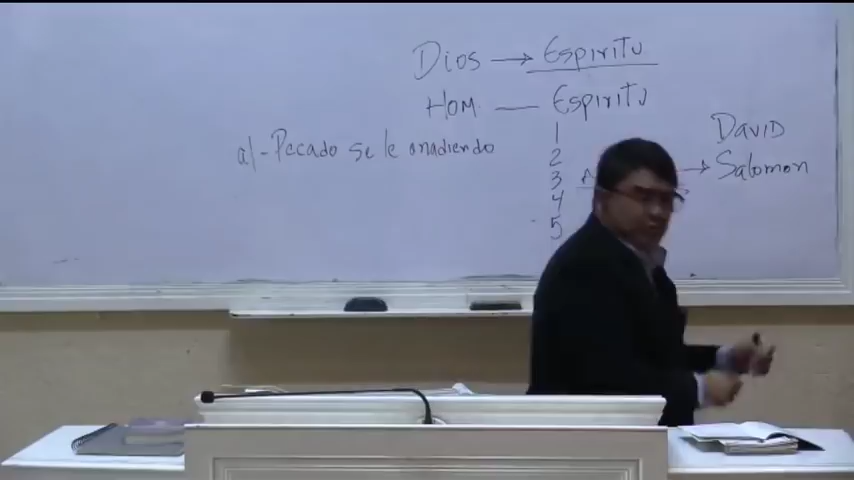 Dios → Espiritu
Hom — Espiritu
al - Pecado se le anadiendo
1
2
3 A → Salomon
4
5
David